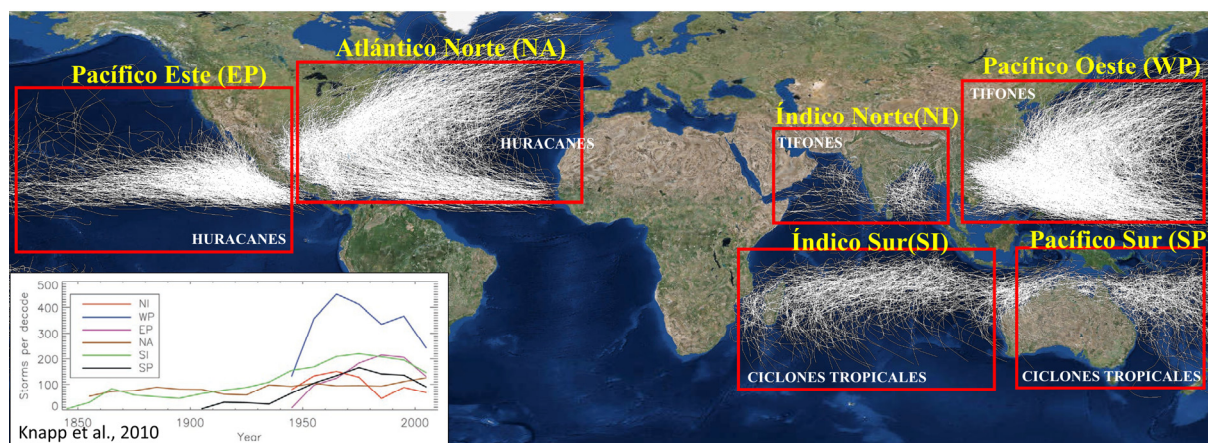 Atlántico Norte (NA)
Pacífico Este (EP)
Pacífico Oeste (WP)
TIFONES
Índico Norte(NI)
TIFONES
HURACANES
HURACANES
Índico Sur(SI)
Pacífico Sur (SP)
CICLONES TROPICALES
CICLONES TROPICALES
500
400
300
200
100
0
Storms per decade
NI
WP
EP
NA
SI
SP
1850
1900
1950
2000
Year
Knapp et al., 2010